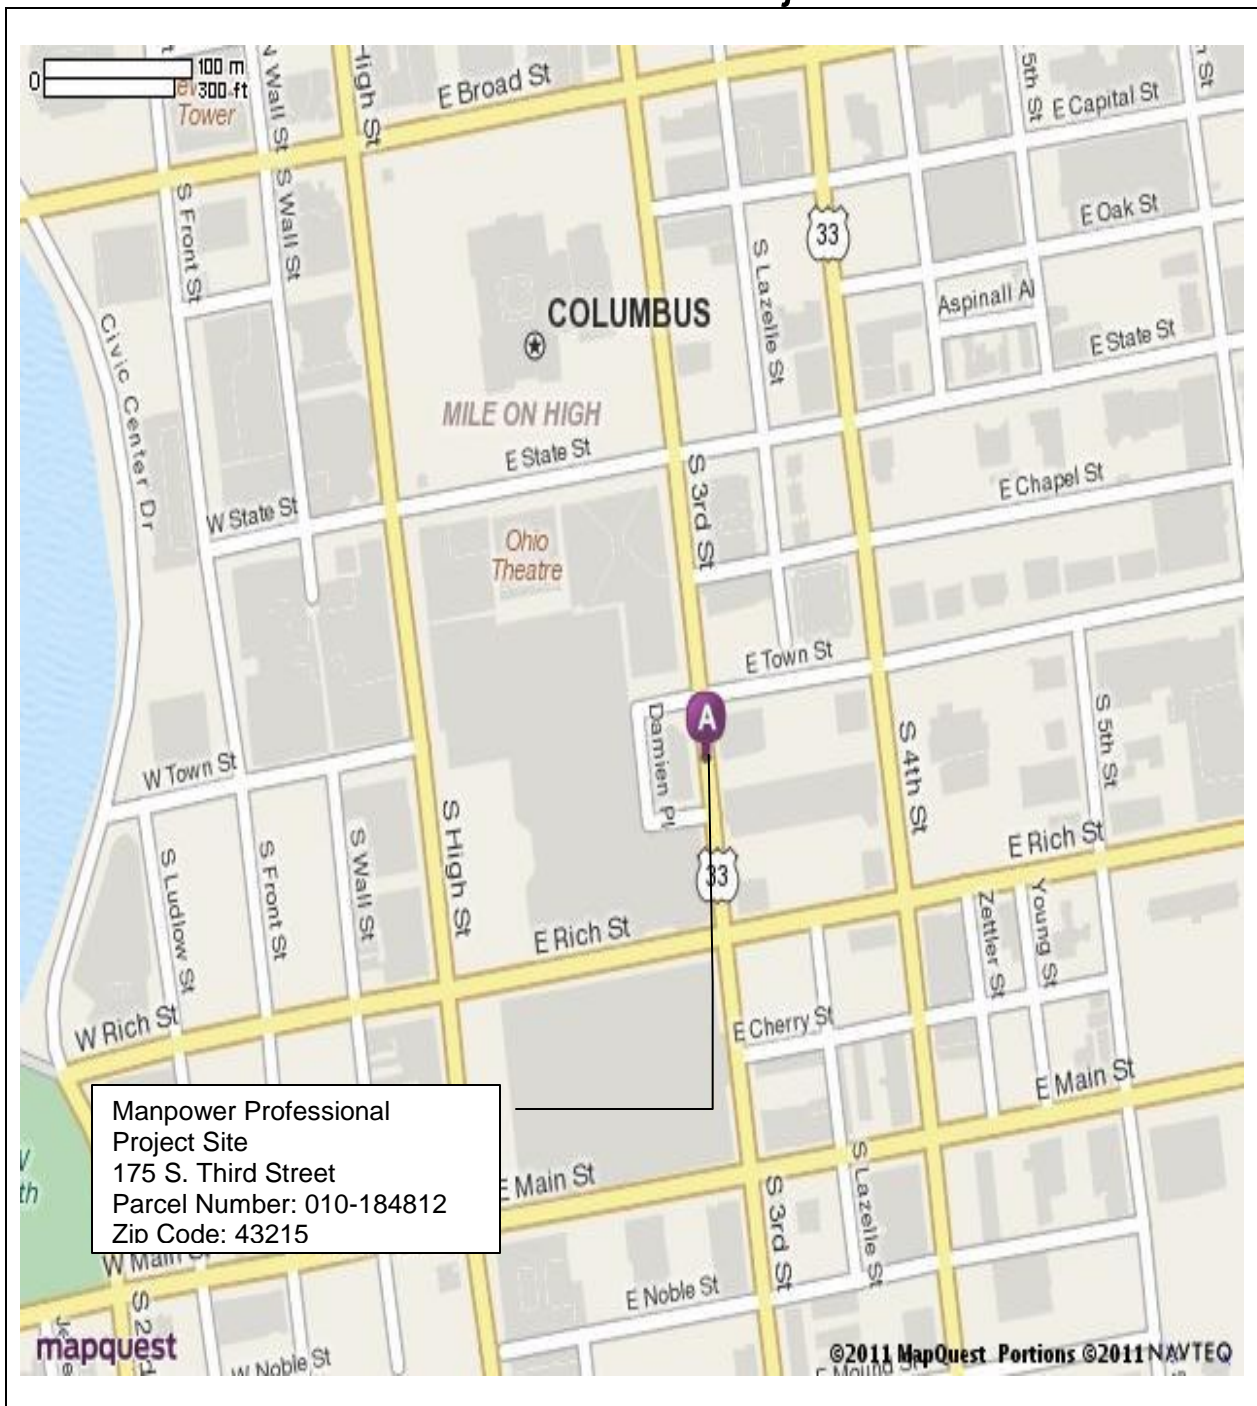 0
100 m
300 ft
Tower
N Wall St
High St
E Broad St
5th St
E Capital St
S Front St
S Wall St
33
E Oak St
S Lazelle St
Aspinall Al
COLUMBUS
E State St
Civic Center Dr
MILE ON HIGH
E State St
S 3rd St
E Chapel St
W State St
Ohio
Theatre
E Town St
A
Damien Pl
S 4th St
S 5th St
W Town St
S High St
E Rich St
S Ludlow St
S Front St
S Wall St
33
Zettler St
Young St
E Rich St
W Rich St
E Cherry St
E Main St
Manpower Professional
Project Site
175 S. Third Street
Parcel Number: 010-184812
Zip Code: 43215
E Main St
S 3rd St
S Lazelle St
W Main St
E Noble St
mapquest
W Noble St
E Mound St
©2011 MapQuest Portions ©2011 NAVTEQ